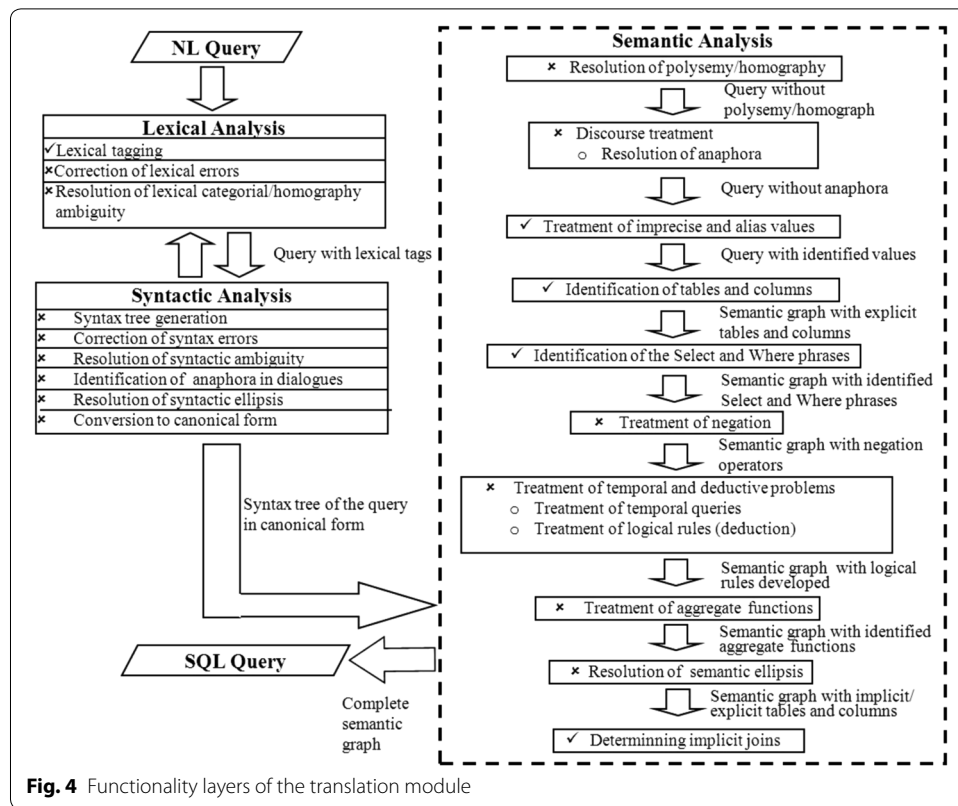 NL Query
Lexical Analysis
✓Lexical tagging
×Correction of lexical errors
×Resolution of lexical categorial/homography
ambiguity
Query with lexical tags
Syntactic Analysis
× Syntax tree generation
× Correction of syntax errors
× Resolution of syntactic ambiguity
× Identification of anaphora in dialogues
× Resolution of syntactic ellipsis
× Conversion to canonical form
Syntax tree of the query
in canonical form
SQL Query
Complete
semantic
graph
Semantic Analysis
× Resolution of polysemy/homography
Query without
polysemy/homograph
× Discourse treatment
○ Resolution of anaphora
Query without anaphora
✓ Treatment of imprecise and alias values
Query with identified values
✓ Identification of tables and columns
Semantic graph with explicit
tables and columns
✓ Identification of the Select and Where phrases
Semantic graph with identified
Select and Where phrases
× Treatment of negation
Semantic graph with negation
operators
× Treatment of temporal and deductive problems
○ Treatment of temporal queries
○ Treatment of logical rules (deduction)
Semantic graph with logical
rules developed
× Treatment of aggregate functions
Semantic graph with identified
aggregate functions
× Resolution of semantic ellipsis
Semantic graph with implicit/
explicit tables and columns
✓ Determinning implicit joins
Fig. 4 Functionality layers of the translation module